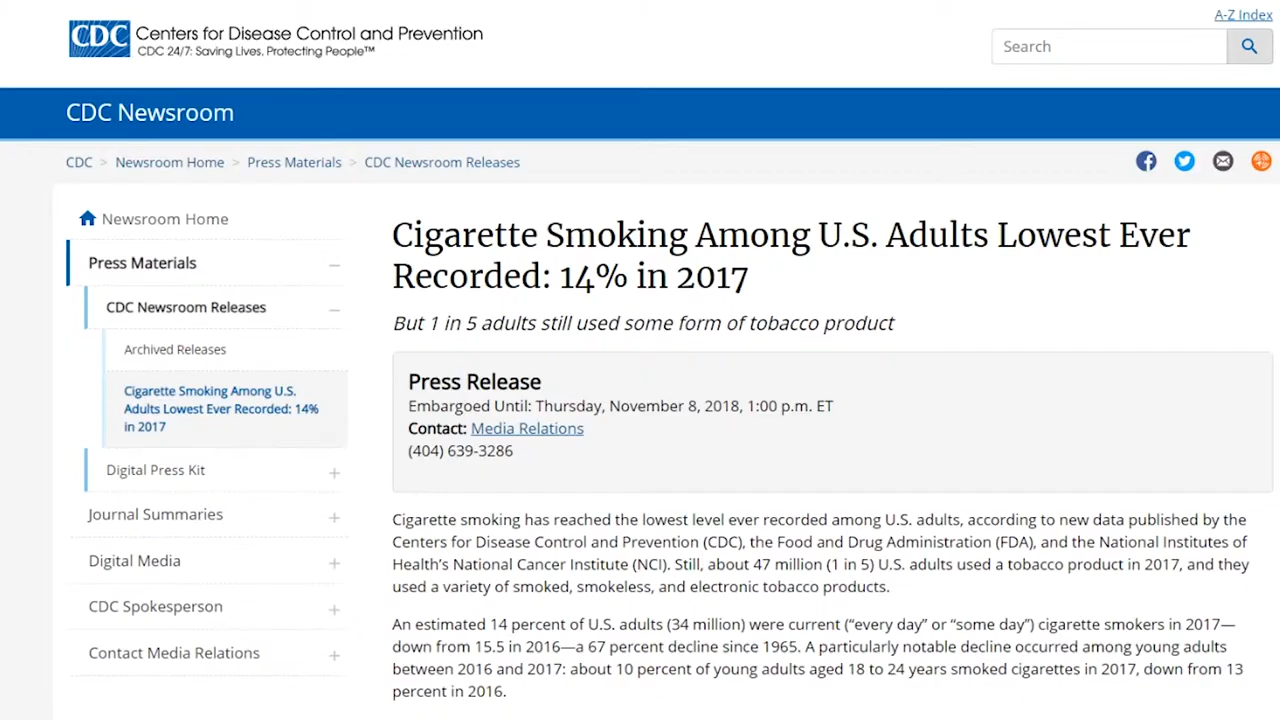 A-Z Index
CDC Centers for Disease Control and Prevention
CDC 24/7: Saving Lives, Protecting People™
Search
CDC Newsroom
CDC > Newsroom Home > Press Materials > CDC Newsroom Releases
Newsroom Home
Press Materials
CDC Newsroom Releases
Archived Releases
Cigarette Smoking Among U.S.
Adults Lowest Ever Recorded: 14%
in 2017
Digital Press Kit
Journal Summaries
Digital Media
CDC Spokesperson
Contact Media Relations
Cigarette Smoking Among U.S. Adults Lowest Ever
Recorded: 14% in 2017
But 1 in 5 adults still used some form of tobacco product
Press Release
Embargoed Until: Thursday, November 8, 2018, 1:00 p.m. ET
Contact: Media Relations
(404) 639-3286
Cigarette smoking has reached the lowest level ever recorded among U.S. adults, according to new data published by the
Centers for Disease Control and Prevention (CDC), the Food and Drug Administration (FDA), and the National Institutes of
Health’s National Cancer Institute (NCI). Still, about 47 million (1 in 5) U.S. adults used a tobacco product in 2017, and they
used a variety of smoked, smokeless, and electronic tobacco products.
An estimated 14 percent of U.S. adults (34 million) were current (“every day” or “some day”) cigarette smokers in 2017—
down from 15.5 in 2016—a 67 percent decline since 1965. A particularly notable decline occurred among young adults
between 2016 and 2017: about 10 percent of young adults aged 18 to 24 years smoked cigarettes in 2017, down from 13
percent in 2016.